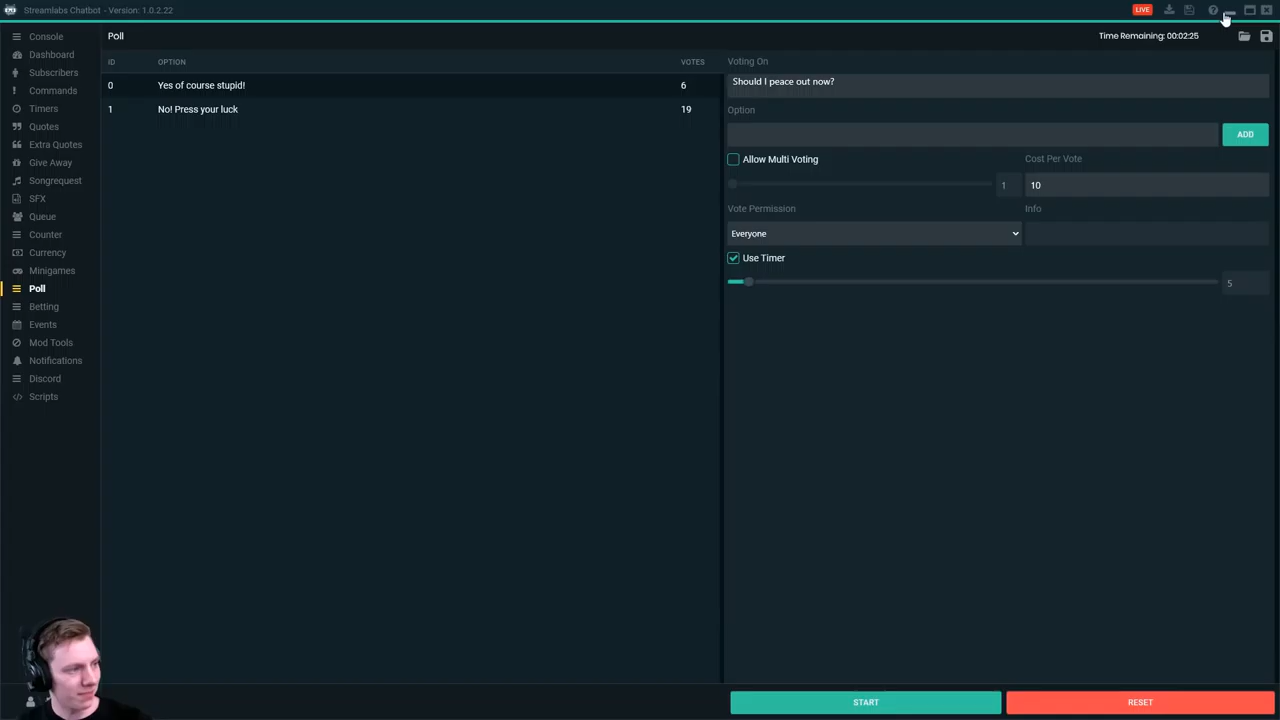 Streamlabs Chatbot - Version: 1.0.2.22
LIVE
Console
Dashboard
Subscribers
Commands
Timers
Quotes
Extra Quotes
Give Away
Songrequest
SFX
Queue
Counter
Currency
Minigames
Poll
Betting
Events
Mod Tools
Notifications
Discord
Scripts
Poll
Time Remaining: 00:02:25
ID OPTION VOTES
0 Yes of course stupid! 6
1 No! Press your luck 19
Voting On
Should I peace out now?
Option
ADD
Allow Multi Voting Cost Per Vote
1 10
Vote Permission Info
Everyone
Use Timer
5
START RESET